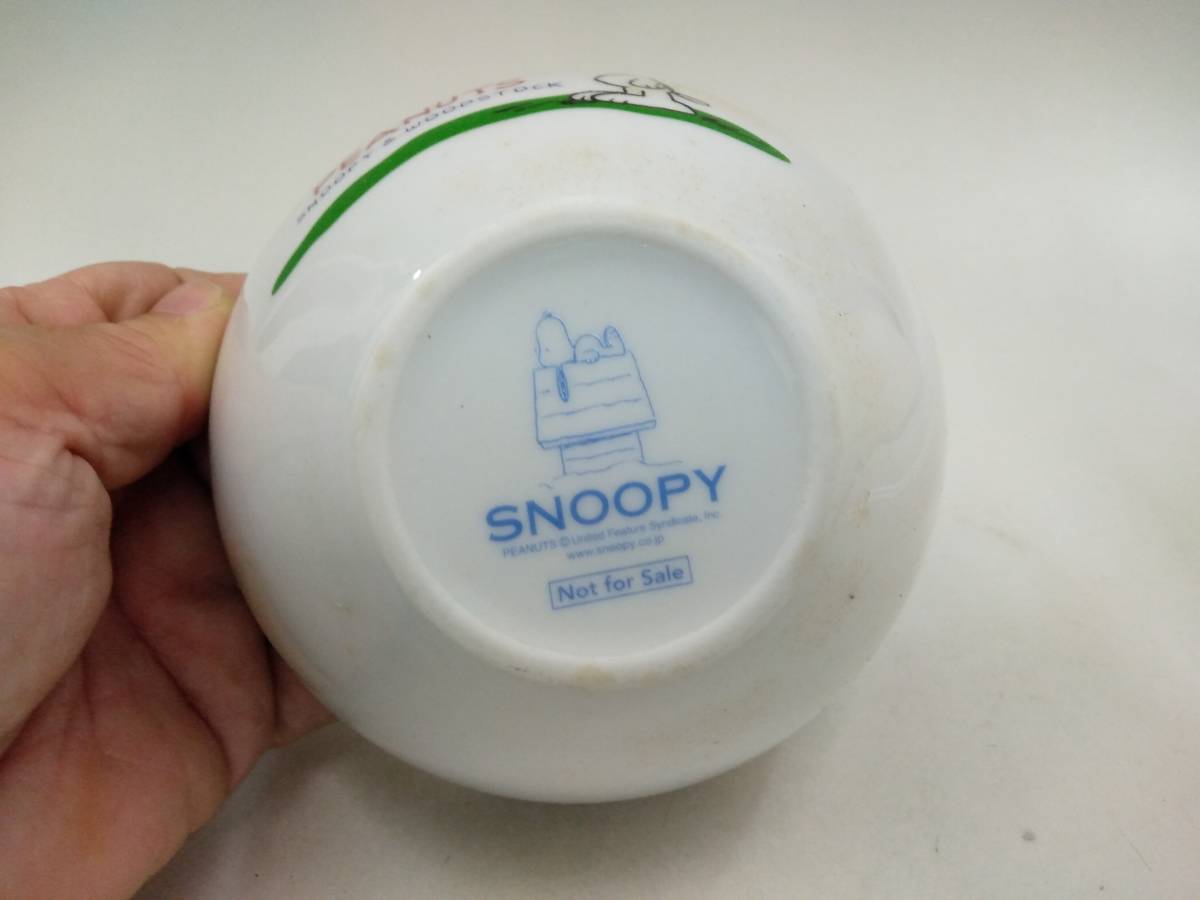 PEANUTS
SNOOPY & WOODSTOCK
SNOOPY
PEANUTS © United Feature Syndicate, Inc.
www.snoopy.co.jp
Not for Sale